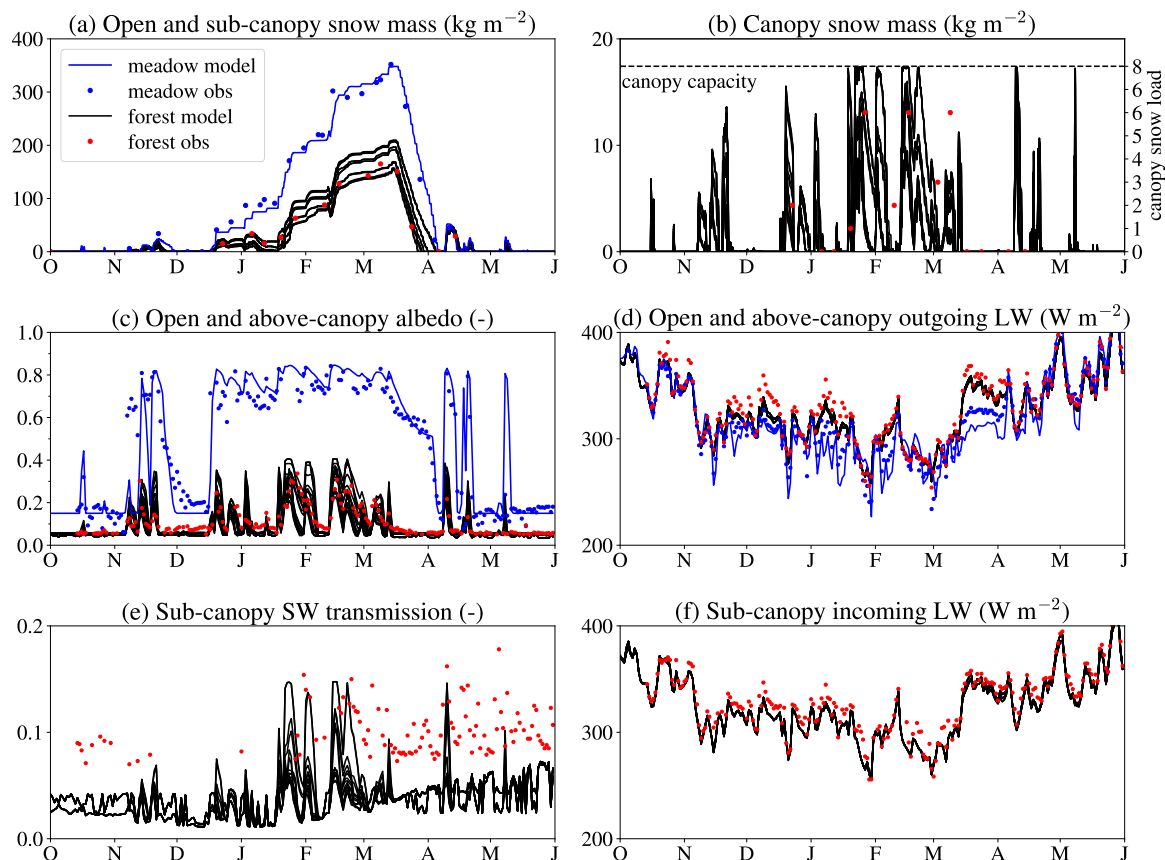 (a) Open and sub-canopy snow mass (kg m−2)
400
300
200
100
0
meadow model
meadow obs
forest model
forest obs
O N D J F M A M J
(b) Canopy snow mass (kg m−2)
20
10
0
canopy capacity
8
7
6
5
4
3
2
1
0
canopy snow load
O N D J F M A M J
(c) Open and above-canopy albedo (-)
1.0
0.8
0.6
0.4
0.2
0.0
O N D J F M A M J
(d) Open and above-canopy outgoing LW (W m−2)
400
300
200
O N D J F M A M J
(e) Sub-canopy SW transmission (-)
0.2
0.1
0.0
O N D J F M A M J
(f) Sub-canopy incoming LW (W m−2)
400
300
200
O N D J F M A M J